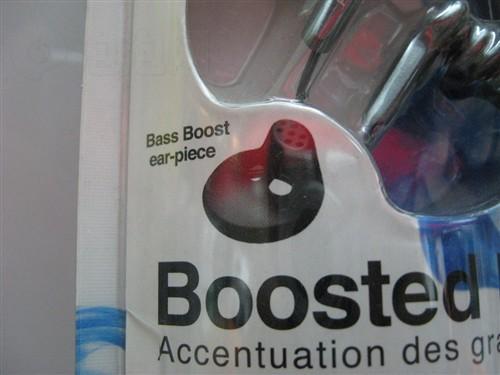 Bass Boost
ear-piece
Boosted
Accentuation des